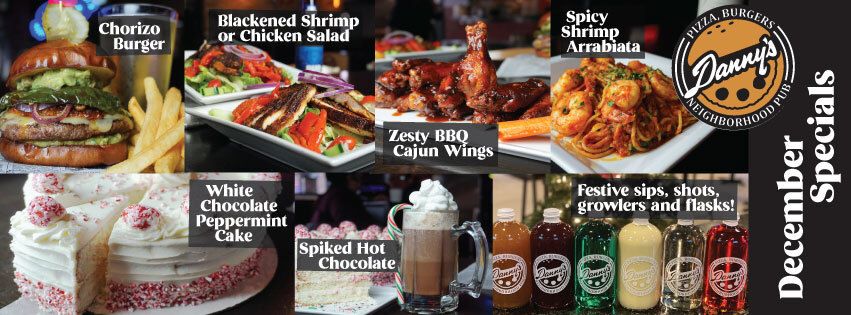 Chorizo
Burger
Blackened Shrimp
or Chicken Salad
Zesty BBQ
Cajun Wings
Spicy
Shrimp
Arrabiata
PIZZA, BURGERS
Danny's
NEIGHBORHOOD PUB
December
Specials
White
Chocolate
Peppermint
Cake
Spiked Hot
Chocolate
Festive sips, shots,
growlers and flasks!
Danny's
Danny's
Danny's
Danny's
Danny's
Danny's